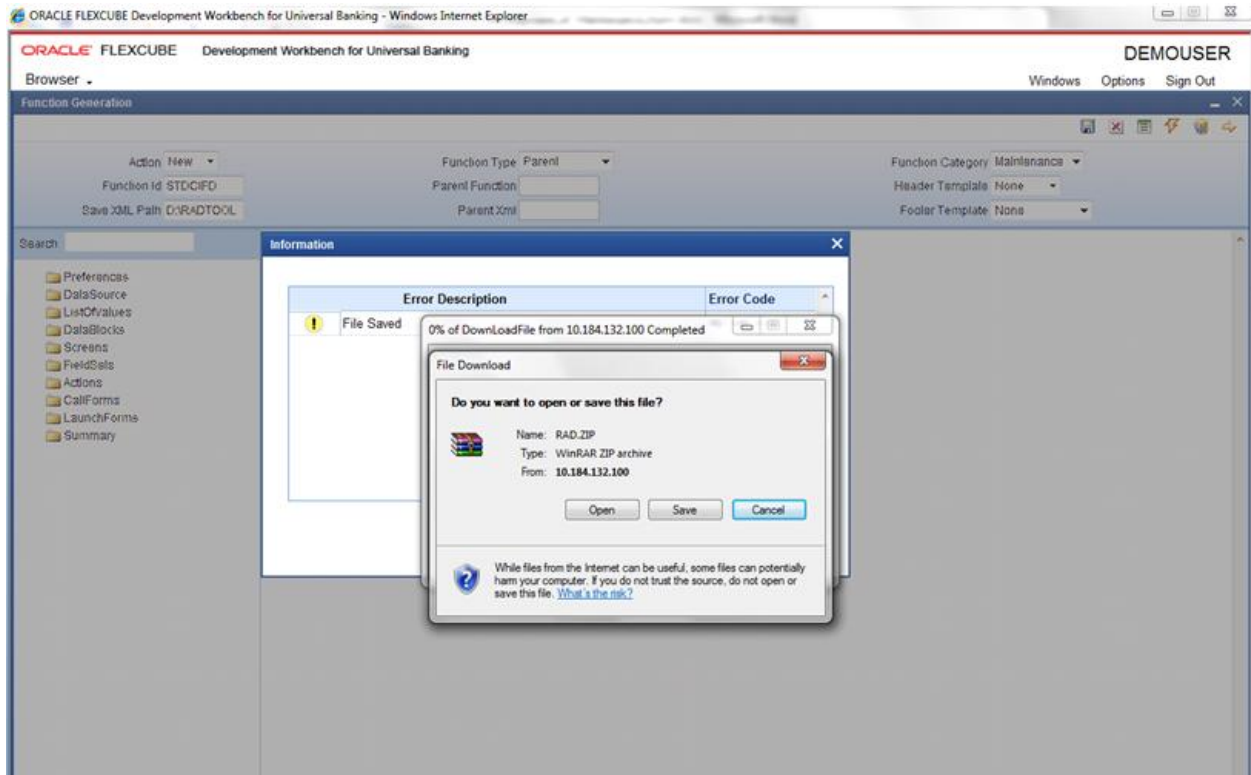 ORACLE FLEXCUBE Development Workbench for Universal Banking - Windows Internet Explorer
ORACLE FLEXCUBE Development Workbench for Universal Banking DEMOUSER
Browser Windows Options Sign Out
Function Generation
Action New Function Type Parent Function Category Maintenance
Function Id STDCIFD Parent Function Header Template None
Save XML Path D:\RADTOOL Parent Xml Footer Template None
Search
Information
Preferences
DataSource
ListOfValues
DataBlocks
Screens
FieldSets
Actions
CallForms
LaunchForms
Summary
Error Description Error Code
File Saved
0% of DownLoadFile from 10.184.132.100 Completed
File Download
Do you want to open or save this file?
Name: RAD.ZIP
Type: WinRAR ZIP archive
From: 10.184.132.100
Open Save Cancel
While files from the Internet can be useful, some files can potentially
harm your computer. If you do not trust the source, do not open or
save this file. What's the risk?